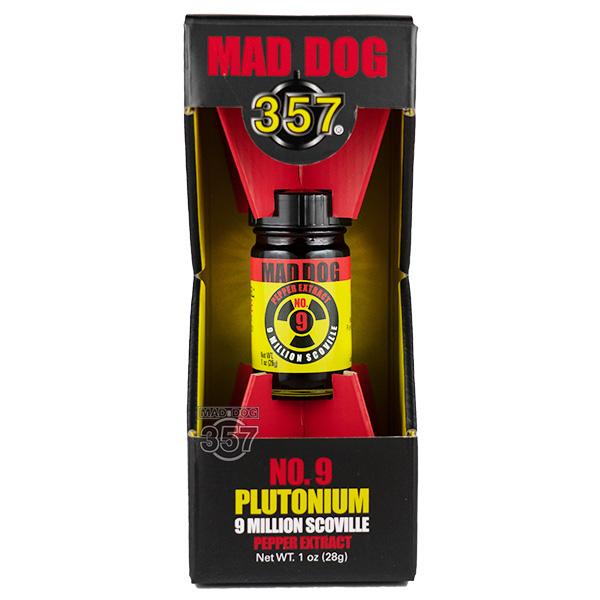 MAD DOG
357®
MAD DOG
PEPPER EXTRACT
NO.
9
9 MILLION SCOVILLE
Net WT.
1 oz (28g)
MAD DOG
357
NO. 9
PLUTONIUM
9 MILLION SCOVILLE
PEPPER EXTRACT
Net WT. 1 oz (28g)